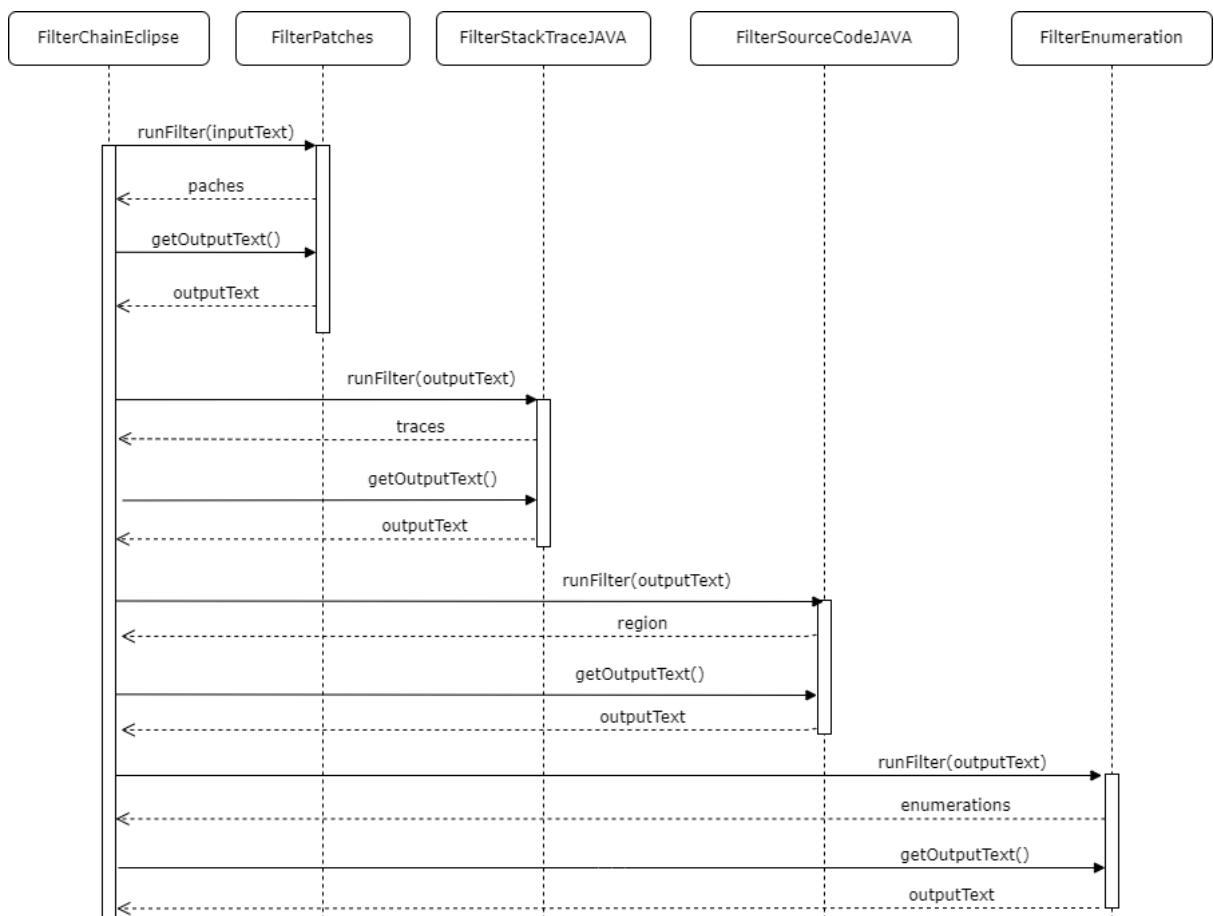 FilterChainEclipse
FilterPatches
FilterStackTraceJAVA
FilterSourceCodeJAVA
FilterEnumeration
runFilter(inputText)
paches
getOutputText()
outputText
runFilter(outputText)
traces
getOutputText()
outputText
runFilter(outputText)
region
getOutputText()
outputText
runFilter(outputText)
enumerations
getOutputText()
outputText